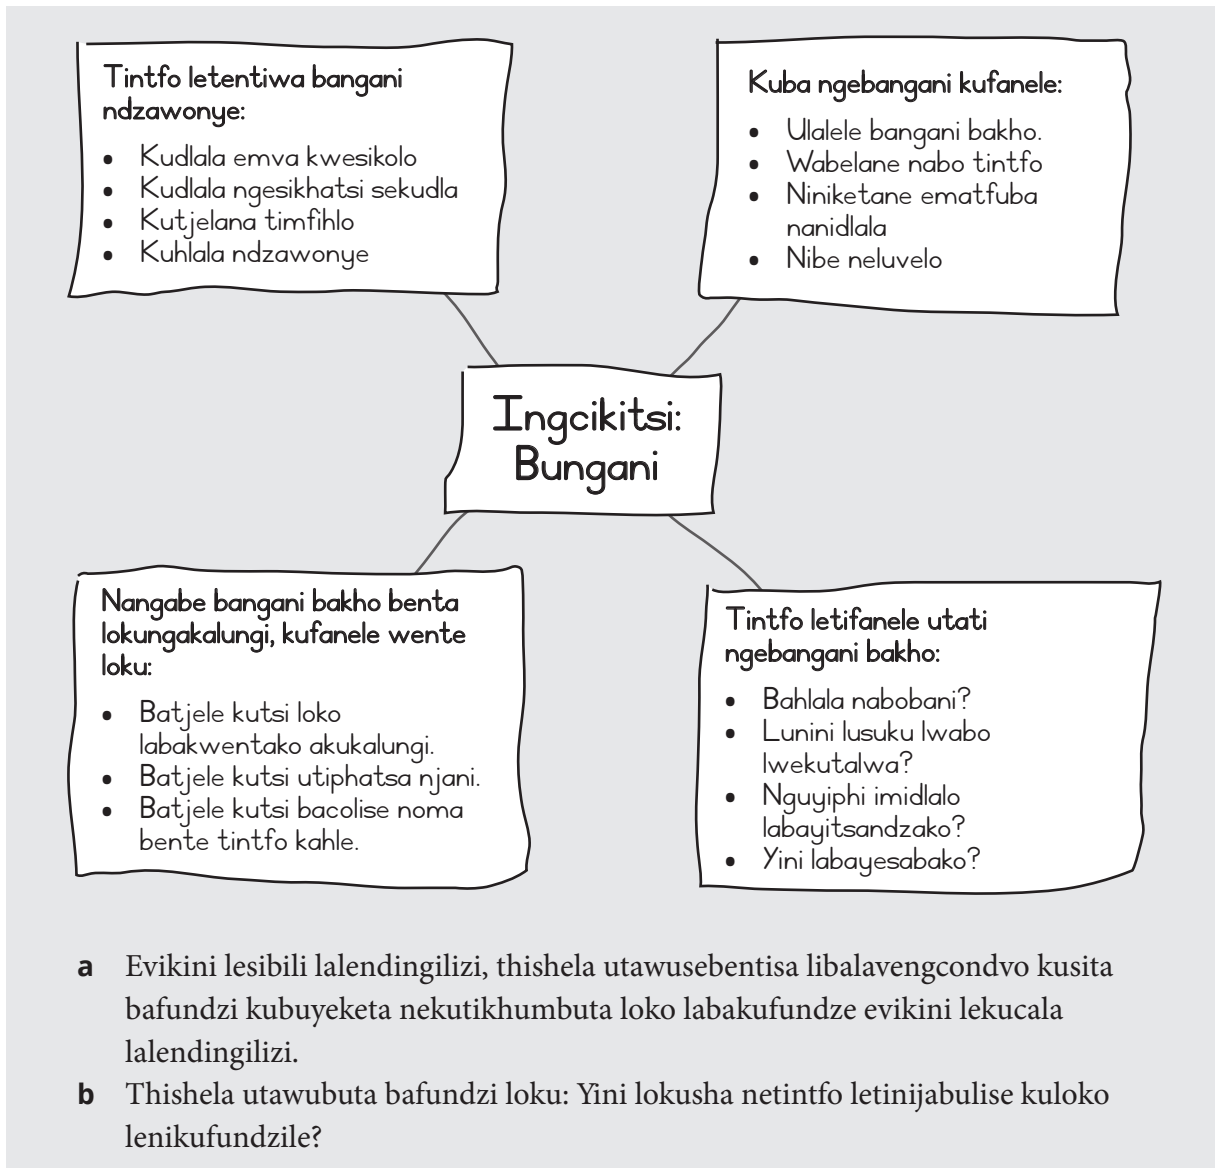 Tintfo letentiwa bangani
ndzawonye:
• Kudlala emva kwesikolo
• Kudlala ngesikhatsi sekudla
• Kutjelana timfihlo
• Kuhlala ndzawonye
Kuba ngebangani kufanele:
• Ulalele bangani bakho.
• Wabelane nabo tintfo
• Niniketane ematfuba
nanidlala
• Nibe neluvelo
Ingcikitsi:
Bungani
Nangabe bangani bakho benta
lokungakalungi, kufanele wente
loku:
• Batjele kutsi loko
labakwentako akukalungi.
• Batjele kutsi utiphatsa njani.
• Batjele kutsi bacolise noma
bente tintfo kahle.
Tintfo letifanele utati
ngebangani bakho:
• Bahlala nabobani?
• Lunini lusuku lwabo
lwekutalwa?
• Nguyiphi imidlalo
labayitsandzako?
• Yini labayesabako?
a Evikini lesibili lalendingilizi, thishela utawusebentisa libalavengcondvo kusita
bafundzi kubuyeketa nekutikhumbuta loko labakufundze evikini lekucala
lalendingilizi.
b Thishela utawubuta bafundzi loku: Yini lokusha netintfo letinijabulise kuloko
lenikufundzile?